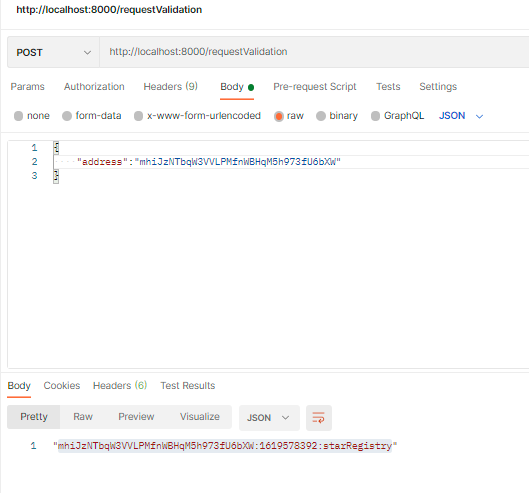 http://localhost:8000/requestValidation
POST http://localhost:8000/requestValidation
Params Authorization Headers (9) Body Pre-request Script Tests Settings
none form-data x-www-form-urlencoded raw binary GraphQL JSON
1 {
2 "address":"mhiJzNTbqW3VVLPMfnWBHqM5h973fU6bXW"
3 }
Body Cookies Headers (6) Test Results
Pretty Raw Preview Visualize JSON
1 "mhiJzNTbqW3VVLPMfnWBHqM5h973fU6bXW:1619578392:starRegistry"